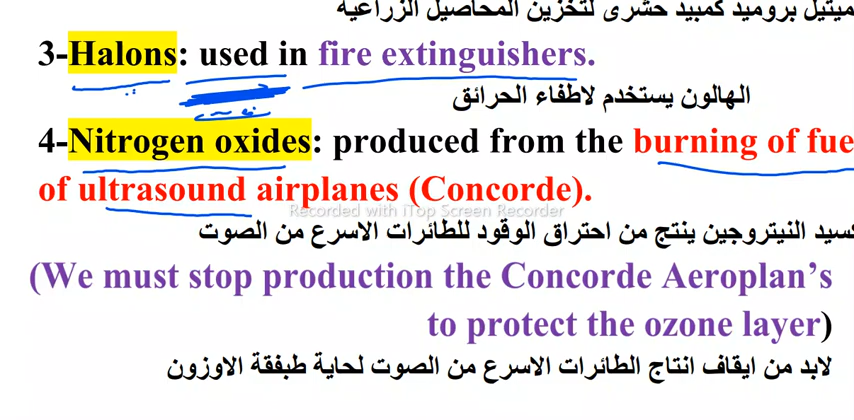 ميتيل بروميد كمبيد حشرى لتخزين المحاصيل الزراعية
3-Halons: used in fire extinguishers.
الهالون يستخدم لاطفاء الحرائق
4-Nitrogen oxides: produced from the burning of fue
of ultrasound airplanes (Concorde).
Recorded with iTop Screen Recorder
كسيد النيتروجين ينتج من احتراق الوقود للطائرات الاسرع من الصوت
(We must stop production the Concorde Aeroplan's
to protect the ozone layer)
لابد من ايقاف انتاج الطائرات الاسرع من الصوت لحاية طبفقة الاوزون